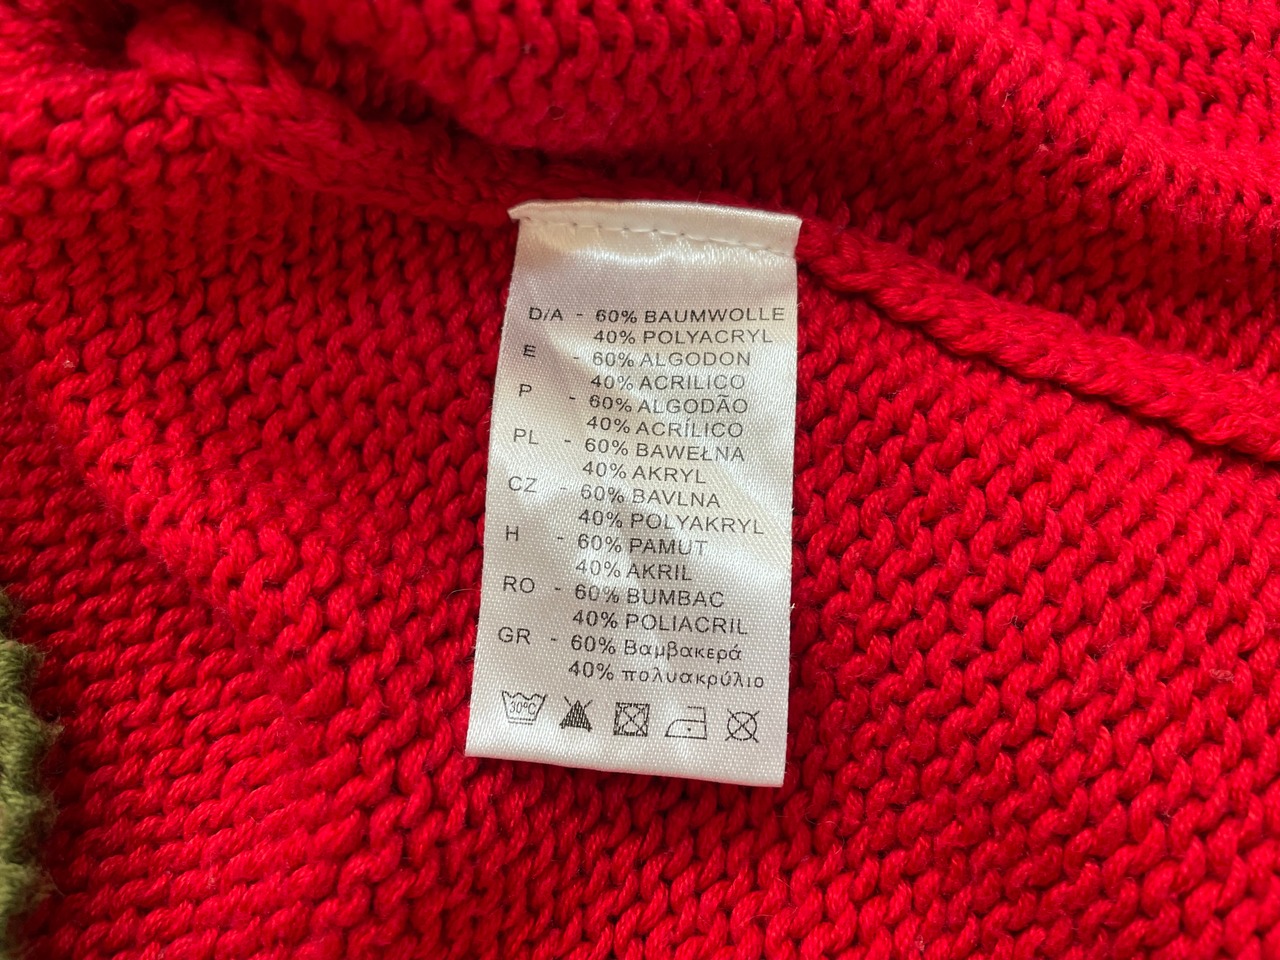 D/A - 60% BAUMWOLLE
40% POLYACRYL
E - 60% ALGODON
40% ACRILICO
P - 60% ALGODÃO
40% ACRÍLICO
PL - 60% BAWEŁNA
40% AKRYL
CZ - 60% BAVLNA
40% POLYAKRYL
H - 60% PAMUT
40% AKRIL
RO - 60% BUMBAC
40% POLIACRIL
GR - 60% Βαμβακερά
40% πολυακρύλιο
30°C